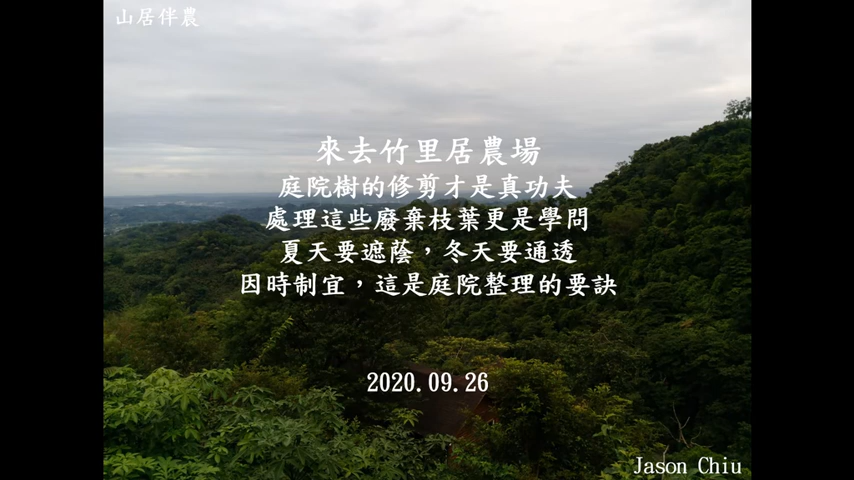 山居伴農
來去竹里居農場
庭院樹的修剪才是真功夫
處理這些廢棄枝葉更是學問
夏天要遮蔭，冬天要通透
因時制宜，這是庭院整理的要訣
2020.09.26
Jason Chiu